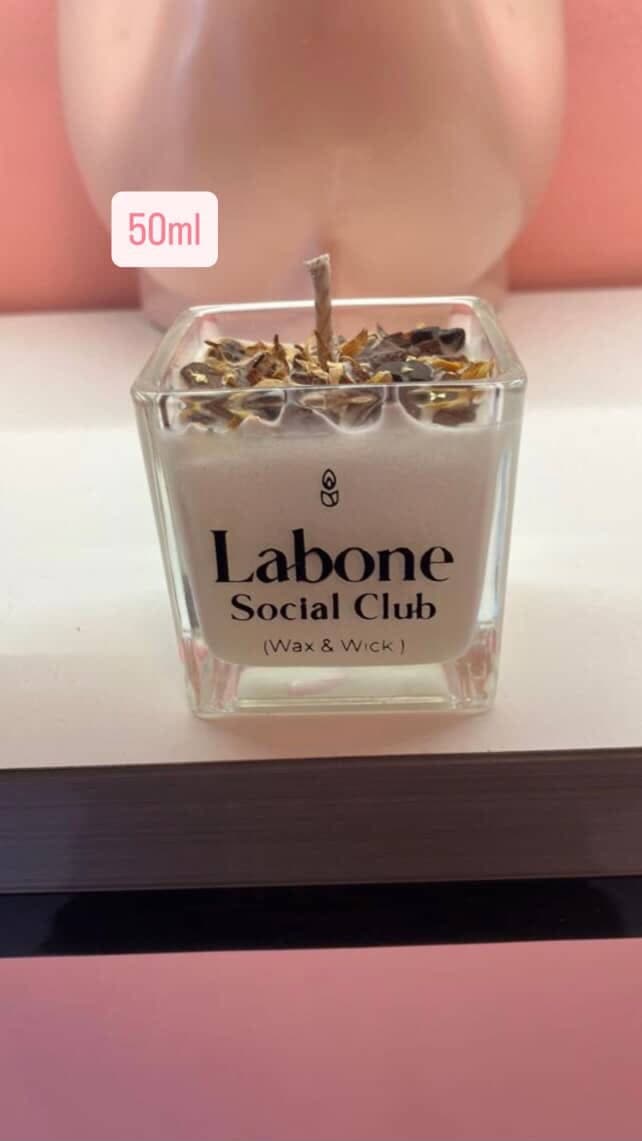 50ml
Labone
Social Club
(Wax & Wick )